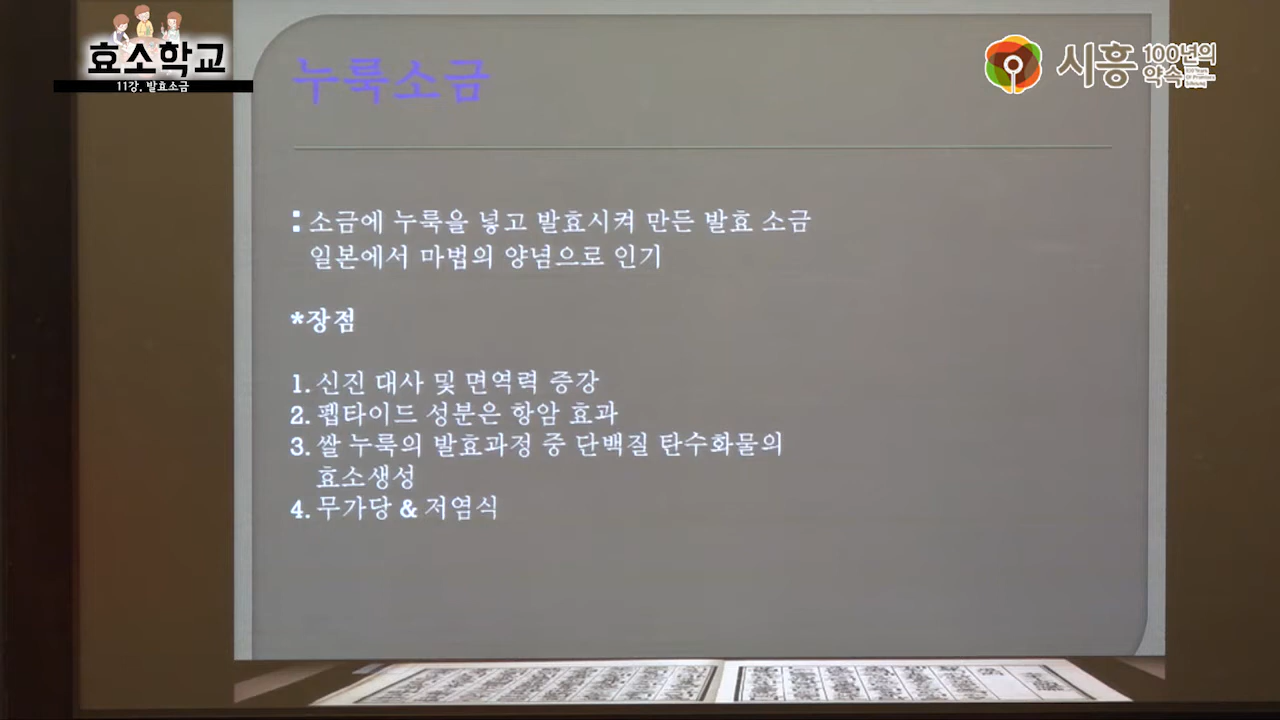 효소학교
11강. 발효소금
시흥 100년의
약속
누룩소금
: 소금에 누룩을 넣고 발효시켜 만든 발효 소금
일본에서 마법의 양념으로 인기
*장점
1. 신진 대사 및 면역력 증강
2. 펩타이드 성분은 항암 효과
3. 쌀 누룩의 발효과정 중 단백질 탄수화물의
효소생성
4. 무가당 & 저염식